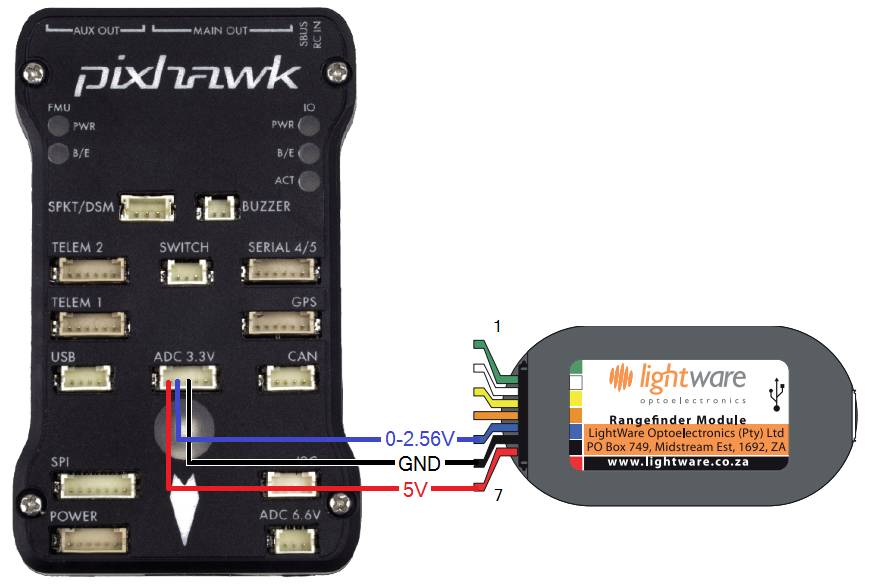 AUX OUT
MAIN OUT
SBUS
RC IN
pixhawk
FMU
IO
PWR
PWR
B/E
B/E
ACT
SPKT/DSM
BUZZER
TELEM 2
SWITCH
SERIAL 4/5
TELEM 1
GPS
USB
ADC 3.3V
CAN
SPI
POWER
ADC 6.6V
0-2.56V
GND
5V
1
7
lightware
optoelectronics
Rangefinder Module
LightWare Optoelectronics (Pty) Ltd
PO Box 749, Midstream Est, 1692, ZA
www.lightware.co.za